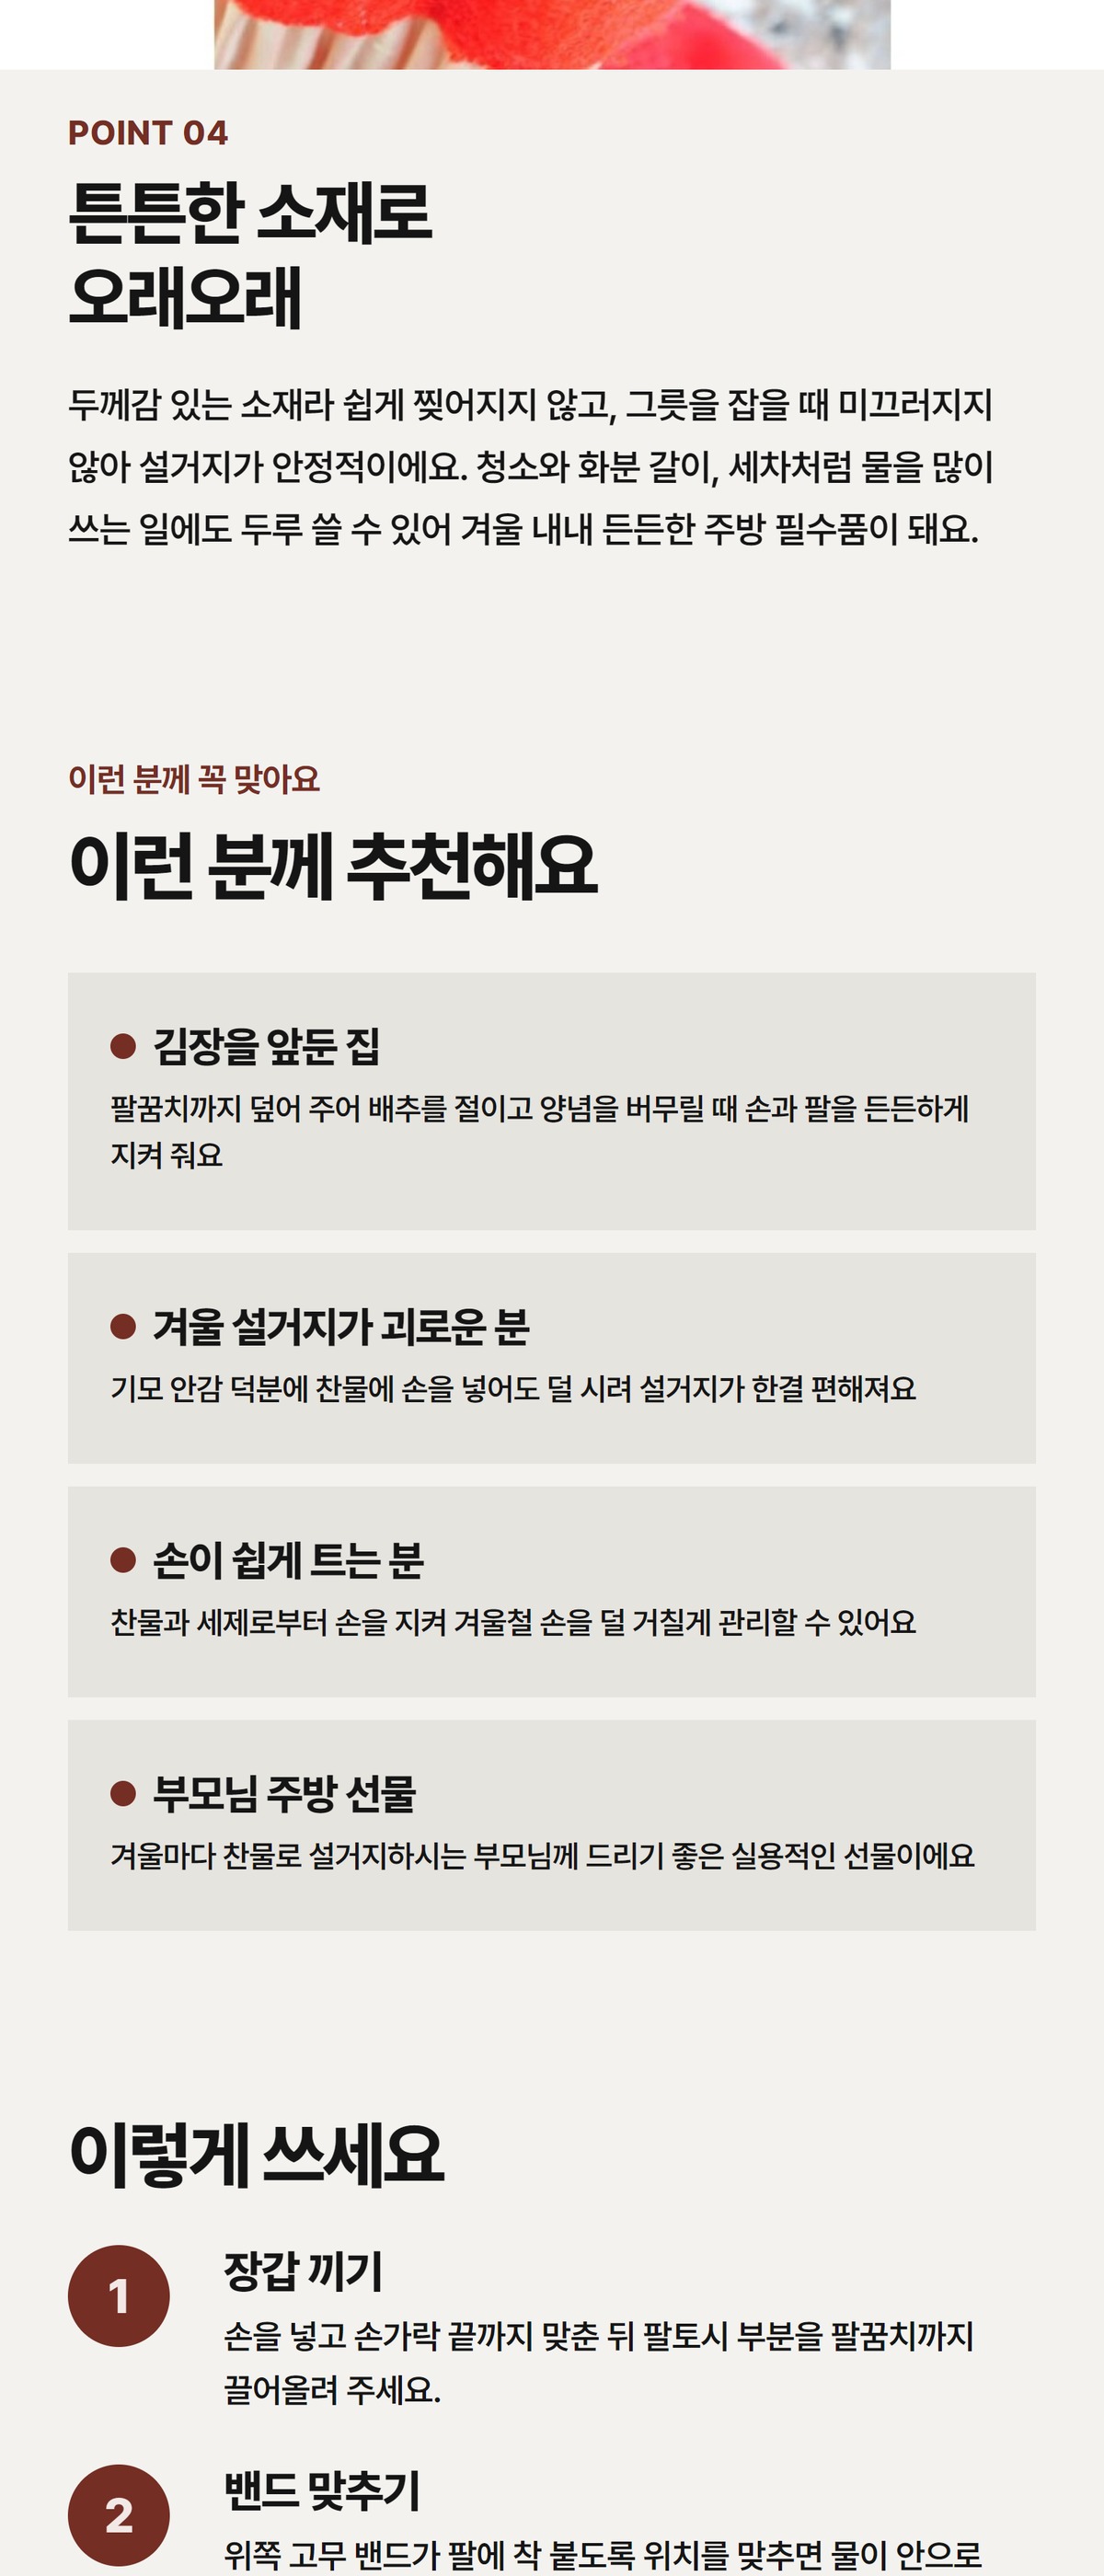 POINT 04
튼튼한 소재로
오래오래
두께감 있는 소재라 쉽게 찢어지지 않고, 그릇을 잡을 때 미끄러지지
않아 설거지가 안정적이에요. 청소와 화분 갈이, 세차처럼 물을 많이
쓰는 일에도 두루 쓸 수 있어 겨울 내내 든든한 주방 필수품이 돼요.
이런 분께 꼭 맞아요
이런 분께 추천해요
김장을 앞둔 집
팔꿈치까지 덮어 주어 배추를 절이고 양념을 버무릴 때 손과 팔을 든든하게
지켜 줘요
겨울 설거지가 괴로운 분
기모 안감 덕분에 찬물에 손을 넣어도 덜 시려 설거지가 한결 편해져요
손이 쉽게 트는 분
찬물과 세제로부터 손을 지켜 겨울철 손을 덜 거칠게 관리할 수 있어요
부모님 주방 선물
겨울마다 찬물로 설거지하시는 부모님께 드리기 좋은 실용적인 선물이에요
이렇게 쓰세요
1
장갑 끼기
손을 넣고 손가락 끝까지 맞춘 뒤 팔토시 부분을 팔꿈치까지
끌어올려 주세요.
2
밴드 맞추기
위쪽 고무 밴드가 팔에 착 붙도록 위치를 맞추면 물이 안으로